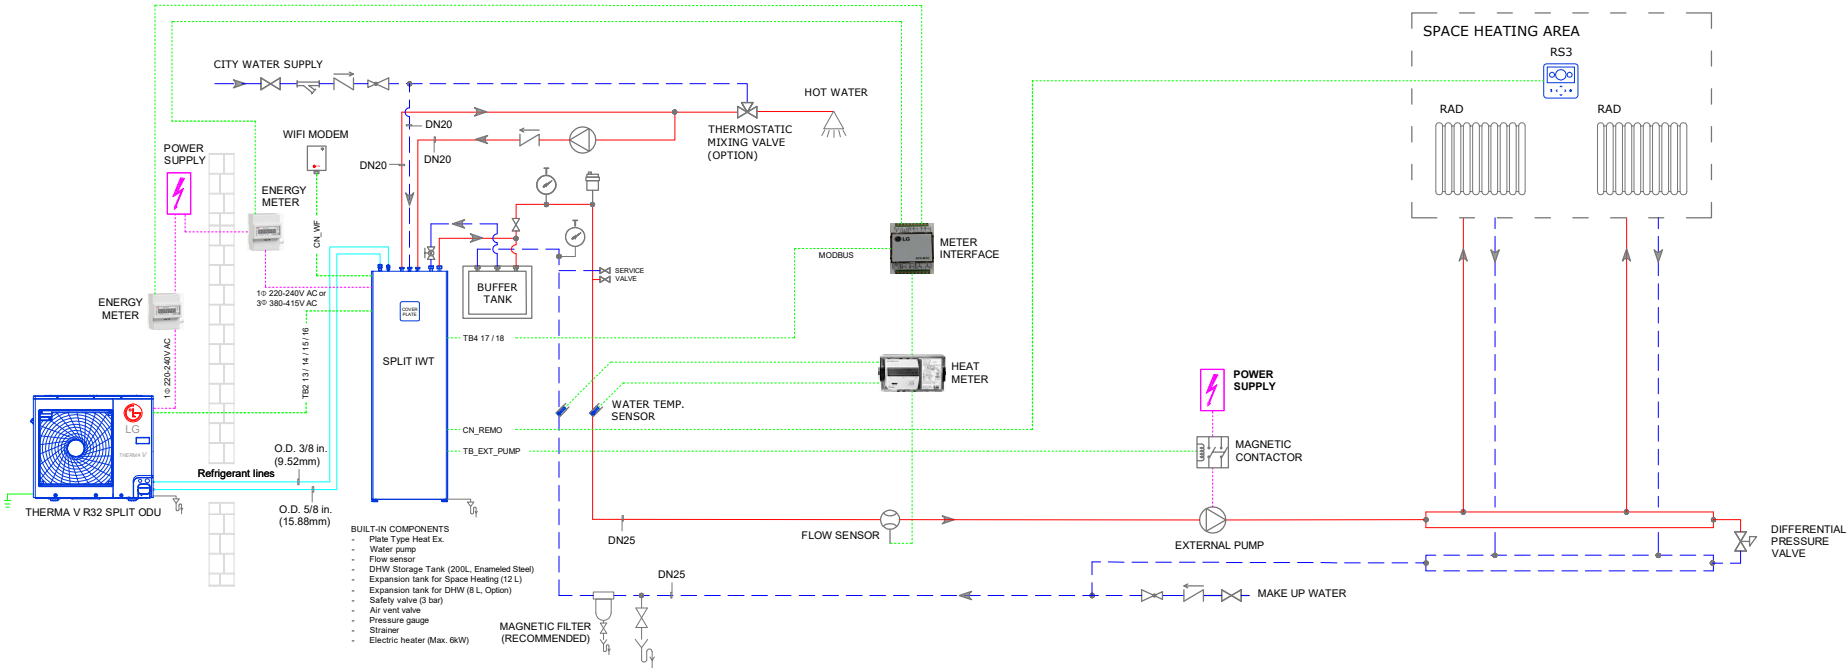 SPACE HEATING AREA
RS3
RAD
RAD
CITY WATER SUPPLY
HOT WATER
THERMOSTATIC
MIXING VALVE
(OPTION)
DN20
DN20
DN20
WIFI MODEM
POWER
SUPPLY
ENERGY
METER
CN_WF
METER
INTERFACE
LG
MODBUS
SERVICE
VALVE
BUFFER
TANK
1Φ 220-240V AC or
3Φ 380-415V AC
ENERGY
METER
COVER
PLATE
TB4 17 / 18
SPLIT IWT
TB2 13 / 14 / 15 / 16
1Φ 220-240V AC
HEAT
METER
WATER TEMP.
SENSOR
POWER
SUPPLY
CN_REMO
TB_EXT_PUMP
MAGNETIC
CONTACTOR
LG
THERMA V
O.D. 3/8 in.
(9.52mm)
Refrigerant lines
THERMA V R32 SPLIT ODU
O.D. 5/8 in.
(15.88mm)
DN25
FLOW SENSOR
EXTERNAL PUMP
DIFFERENTIAL
PRESSURE
VALVE
BUILT-IN COMPONENTS
- Plate Type Heat Ex.
- Water pump
- Flow sensor
- DHW Storage Tank (200L, Enameled Steel)
- Expansion tank for Space Heating (12 L)
- Expansion tank for DHW (8 L, Option)
- Safety valve (3 bar)
- Air vent valve
- Pressure gauge
- Strainer
- Electric heater (Max. 6kW)
DN25
MAKE UP WATER
MAGNETIC FILTER
(RECOMMENDED)